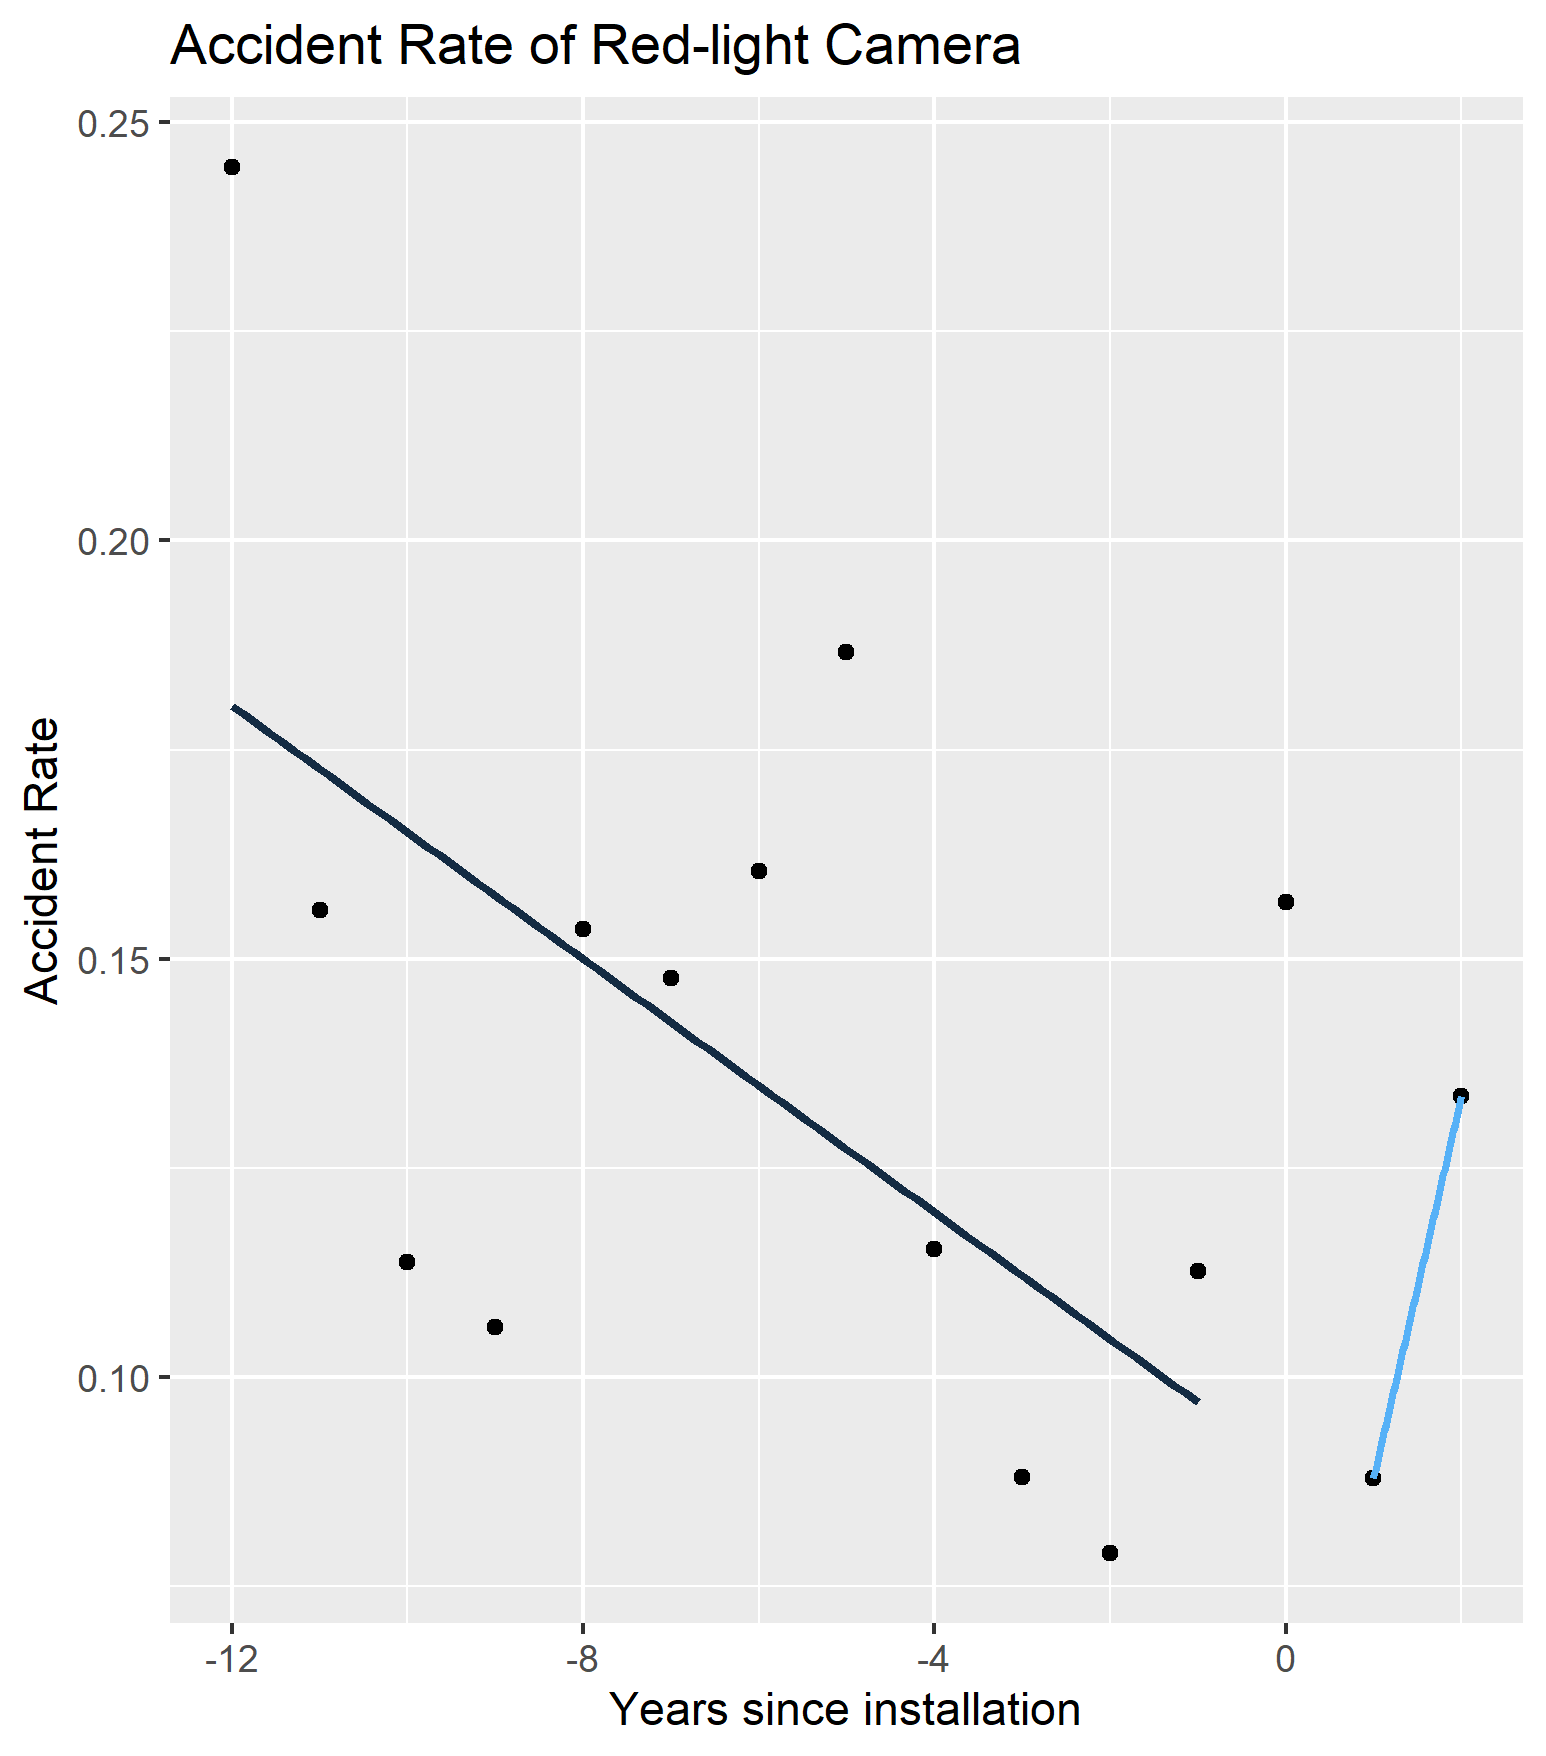 Accident Rate of Red-light Camera
0.25
0.20
0.15
0.10
Accident Rate
-12 -8 -4 0
Years since installation